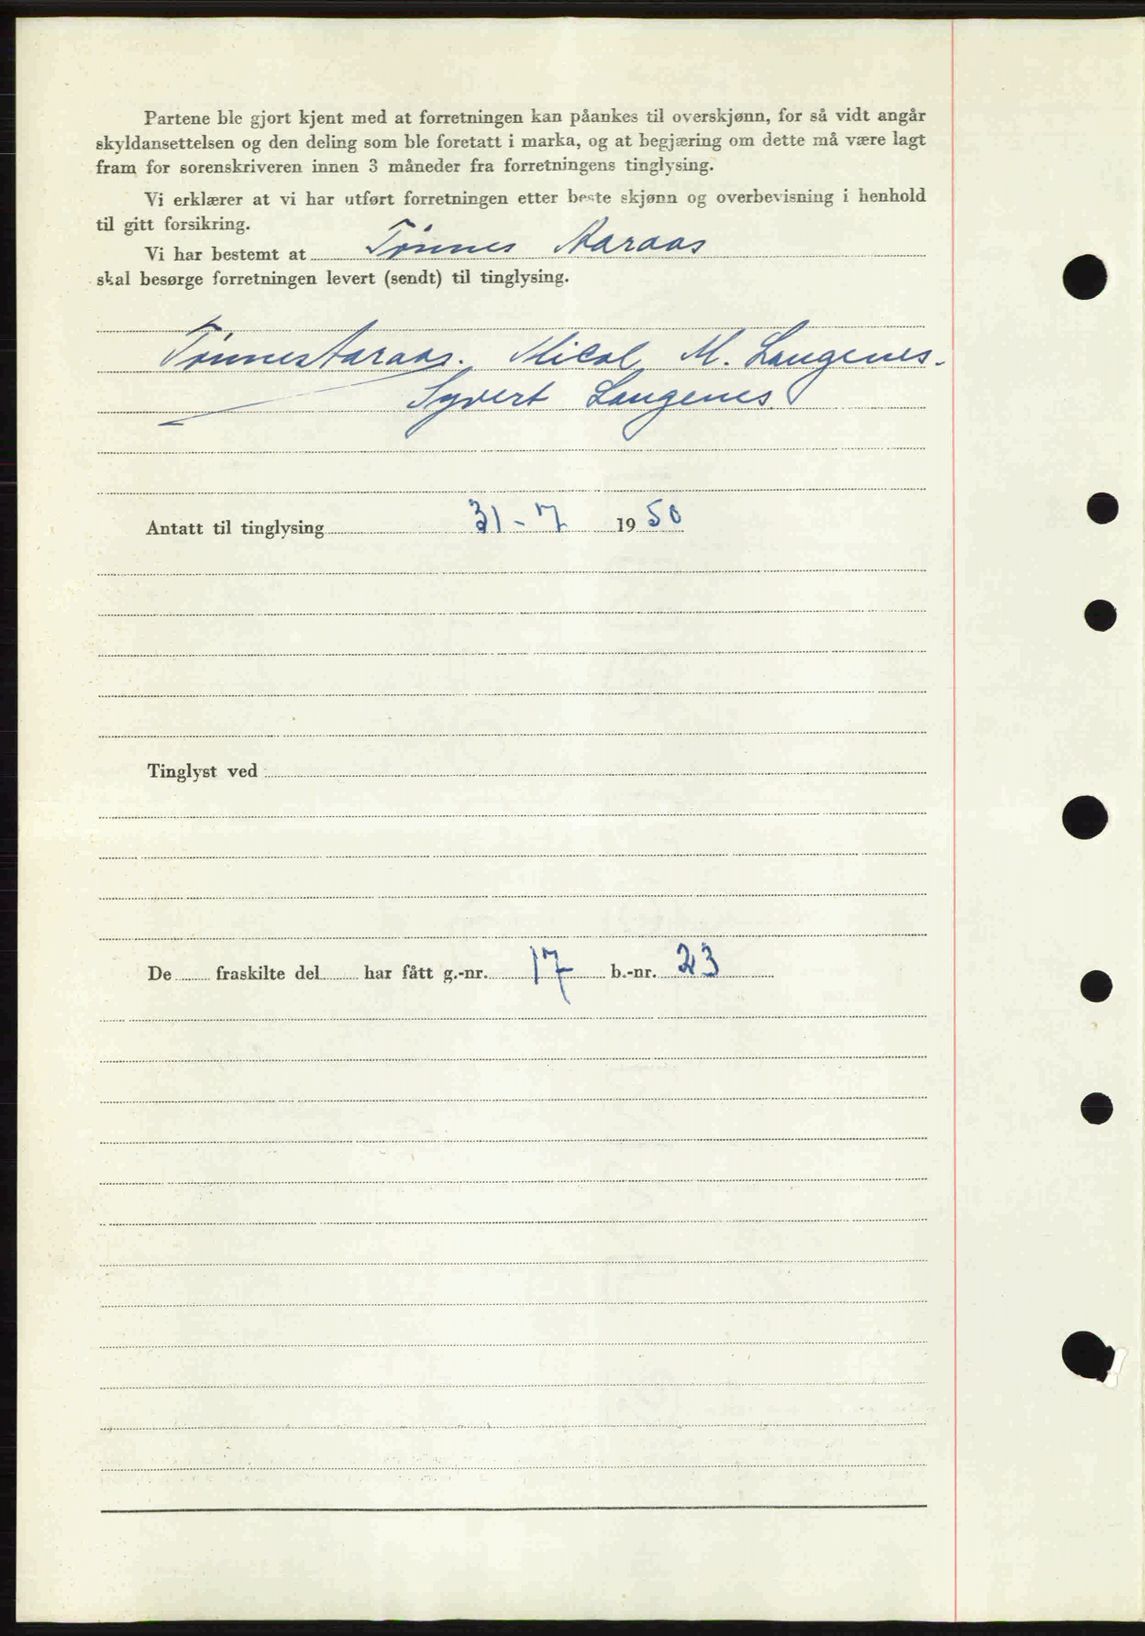 Partene ble gjort kjent med at forretningen kan påankes til overskjønn, for så vidt angår
skyldansettelsen og den deling som ble foretatt i marka, og at begjæring om dette må være lagt
fram for sorenskriveren innen 3 måneder fra forretningens tinglysing.
Vi erklærer at vi har utført forretningen etter beste skjønn og overbevisning i henhold
til gitt forsikring.
Vi har bestemt at Tønnes Aaraas
skal besørge forretningen levert (sendt) til tinglysing.
Tønnes Aaraas. Mical M. Langenes.
Syvert Langenes
Antatt til tinglysing 31-7 1950
Tinglyst ved
De fraskilte del har fått g.-nr. 17 b.-nr. 23